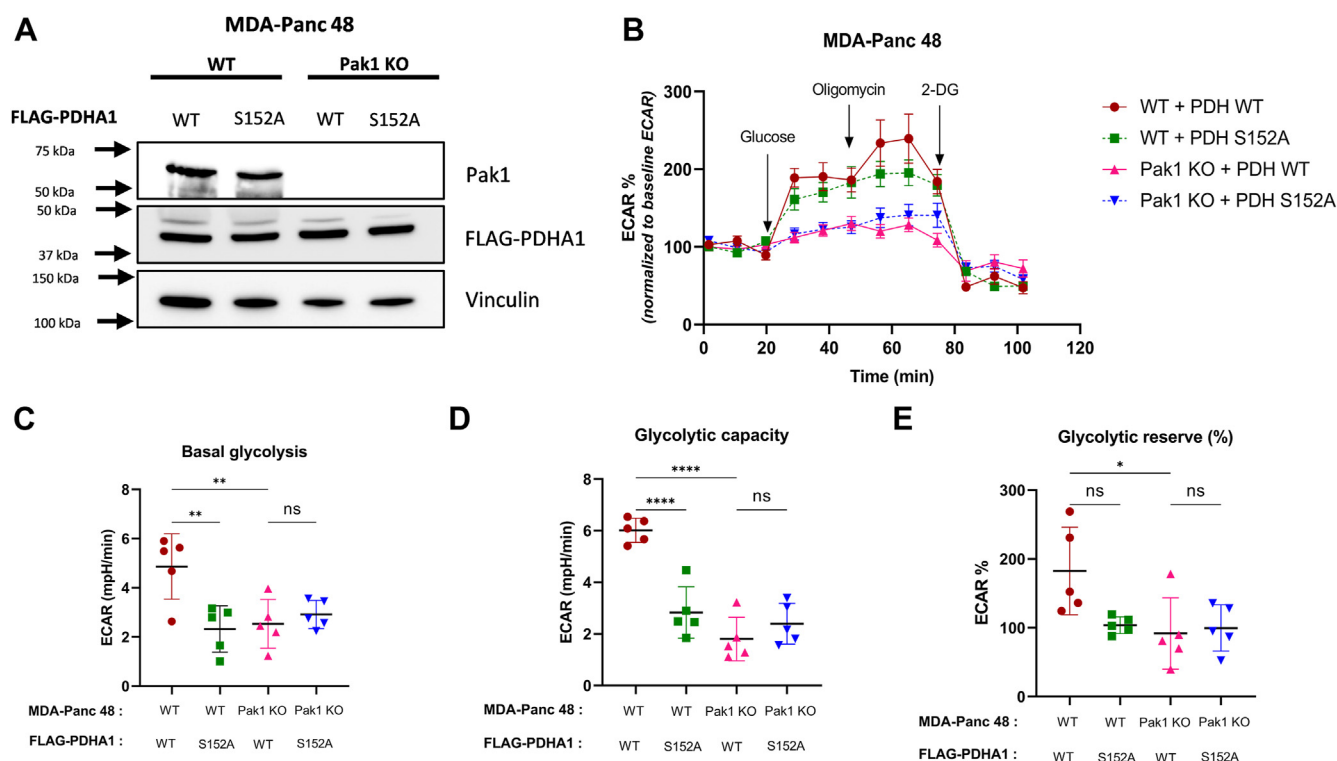 A
MDA-Panc 48
WT Pak1 KO
FLAG-PDHA1 WT S152A WT S152A
75 kDa
50 kDa
Pak1
50 kDa
37 kDa
FLAG-PDHA1
150 kDa
100 kDa
Vinculin
B
MDA-Panc 48
ECAR %
(normalized to baseline ECAR)
300
200
100
0
Glucose
Oligomycin
2-DG
0 20 40 60 80 100 120
Time (min)
WT + PDH WT
WT + PDH S152A
Pak1 KO + PDH WT
Pak1 KO + PDH S152A
C
Basal glycolysis
ECAR (mpH/min)
8
6
4
2
0
**
**
ns
MDA-Panc 48 : WT WT Pak1 KO Pak1 KO
FLAG-PDHA1 : WT S152A WT S152A
D
Glycolytic capacity
ECAR (mpH/min)
8
6
4
2
0
****
****
ns
MDA-Panc 48 : WT WT Pak1 KO Pak1 KO
FLAG-PDHA1 : WT S152A WT S152A
E
Glycolytic reserve (%)
ECAR %
300
200
100
0
*
ns
ns
MDA-Panc 48 : WT WT Pak1 KO Pak1 KO
FLAG-PDHA1 : WT S152A WT S152A